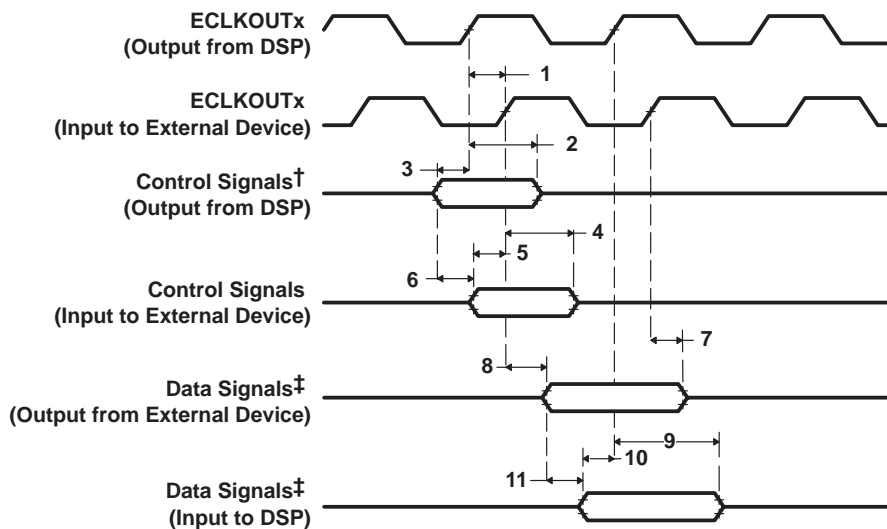 ECLKOUTx
(Output from DSP)
1
ECLKOUTx
(Input to External Device)
2
3
Control Signals†
(Output from DSP)
4
5
6
Control Signals
(Input to External Device)
7
8
Data Signals‡
(Output from External Device)
9
10
11
Data Signals‡
(Input to DSP)